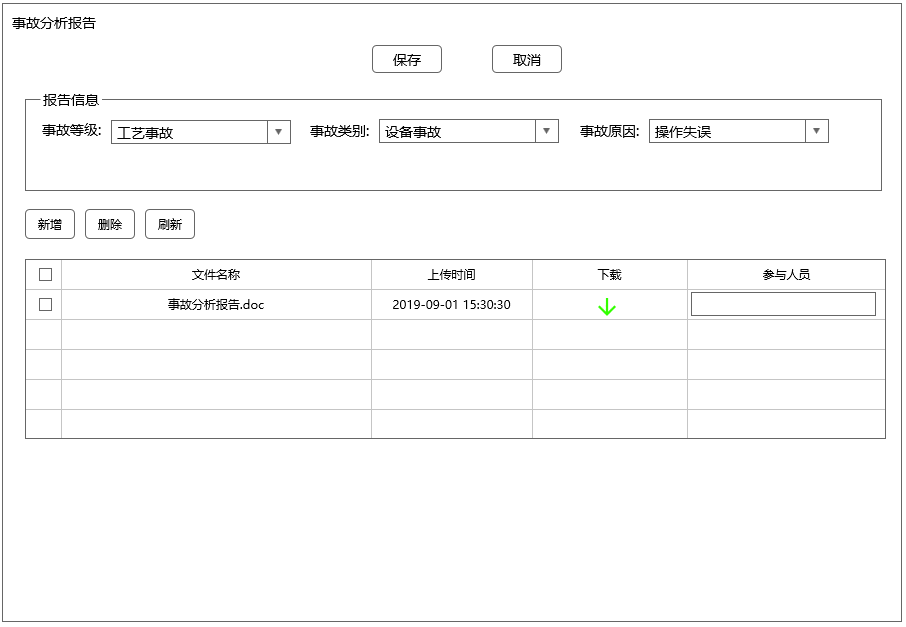 事故分析报告
保存 取消
报告信息
事故等级: 工艺事故 事故类别: 设备事故 事故原因: 操作失误
新增 删除 刷新
文件名称 上传时间 下载 参与人员
事故分析报告.doc 2019-09-01 15:30:30